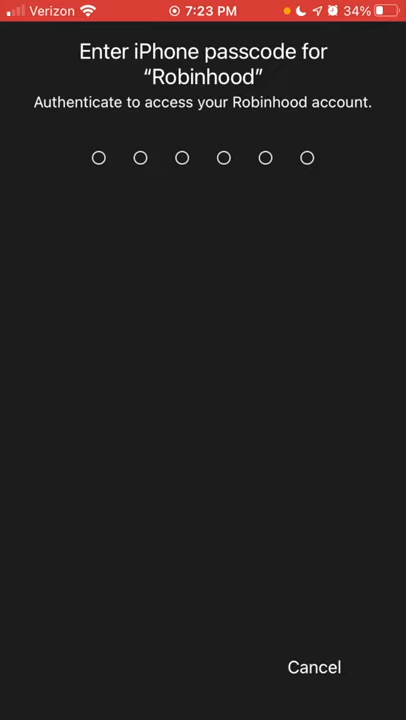 Verizon 7:23 PM 34%
Enter iPhone passcode for
“Robinhood”
Authenticate to access your Robinhood account.
Cancel